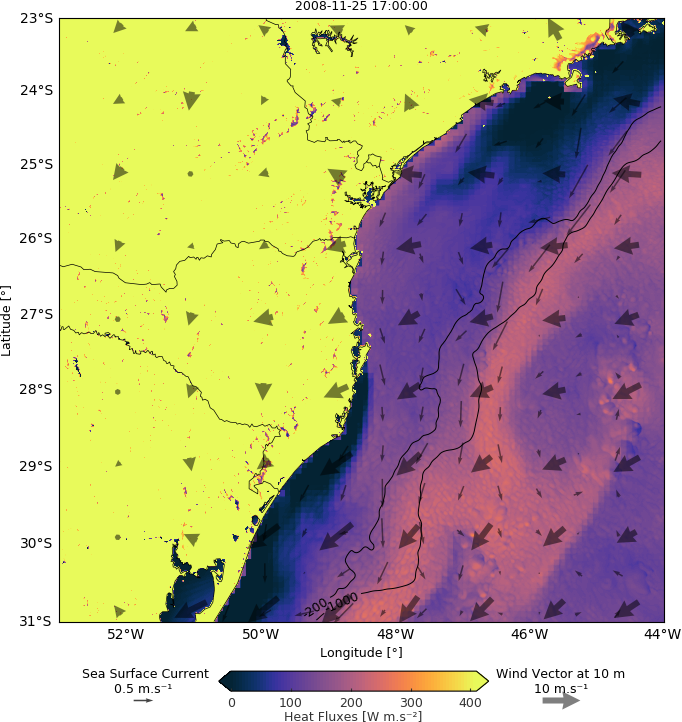 2008-11-25 17:00:00
23°S
24°S
25°S
26°S
27°S
28°S
29°S
30°S
31°S
Latitude [°]
200
1000
52°W 50°W 48°W 46°W 44°W
Longitude [°]
Sea Surface Current
0.5 m.s⁻¹
Wind Vector at 10 m
10 m.s⁻¹
0 100 200 300 400
Heat Fluxes [W m.s⁻²]